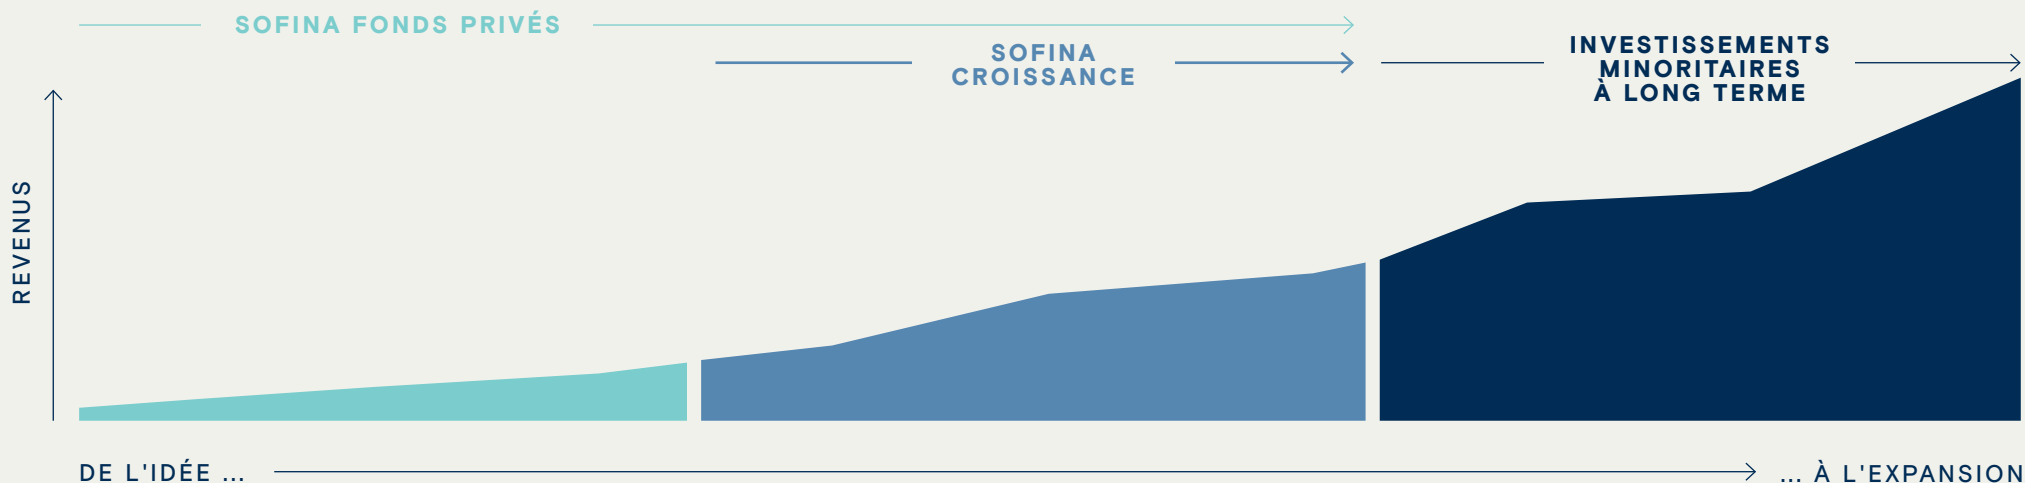 SOFINA FONDS PRIVÉS
SOFINA
CROISSANCE
INVESTISSEMENTS
MINORITAIRES
À LONG TERME
REVENUS
DE L'IDÉE ...
... À L'EXPANSION